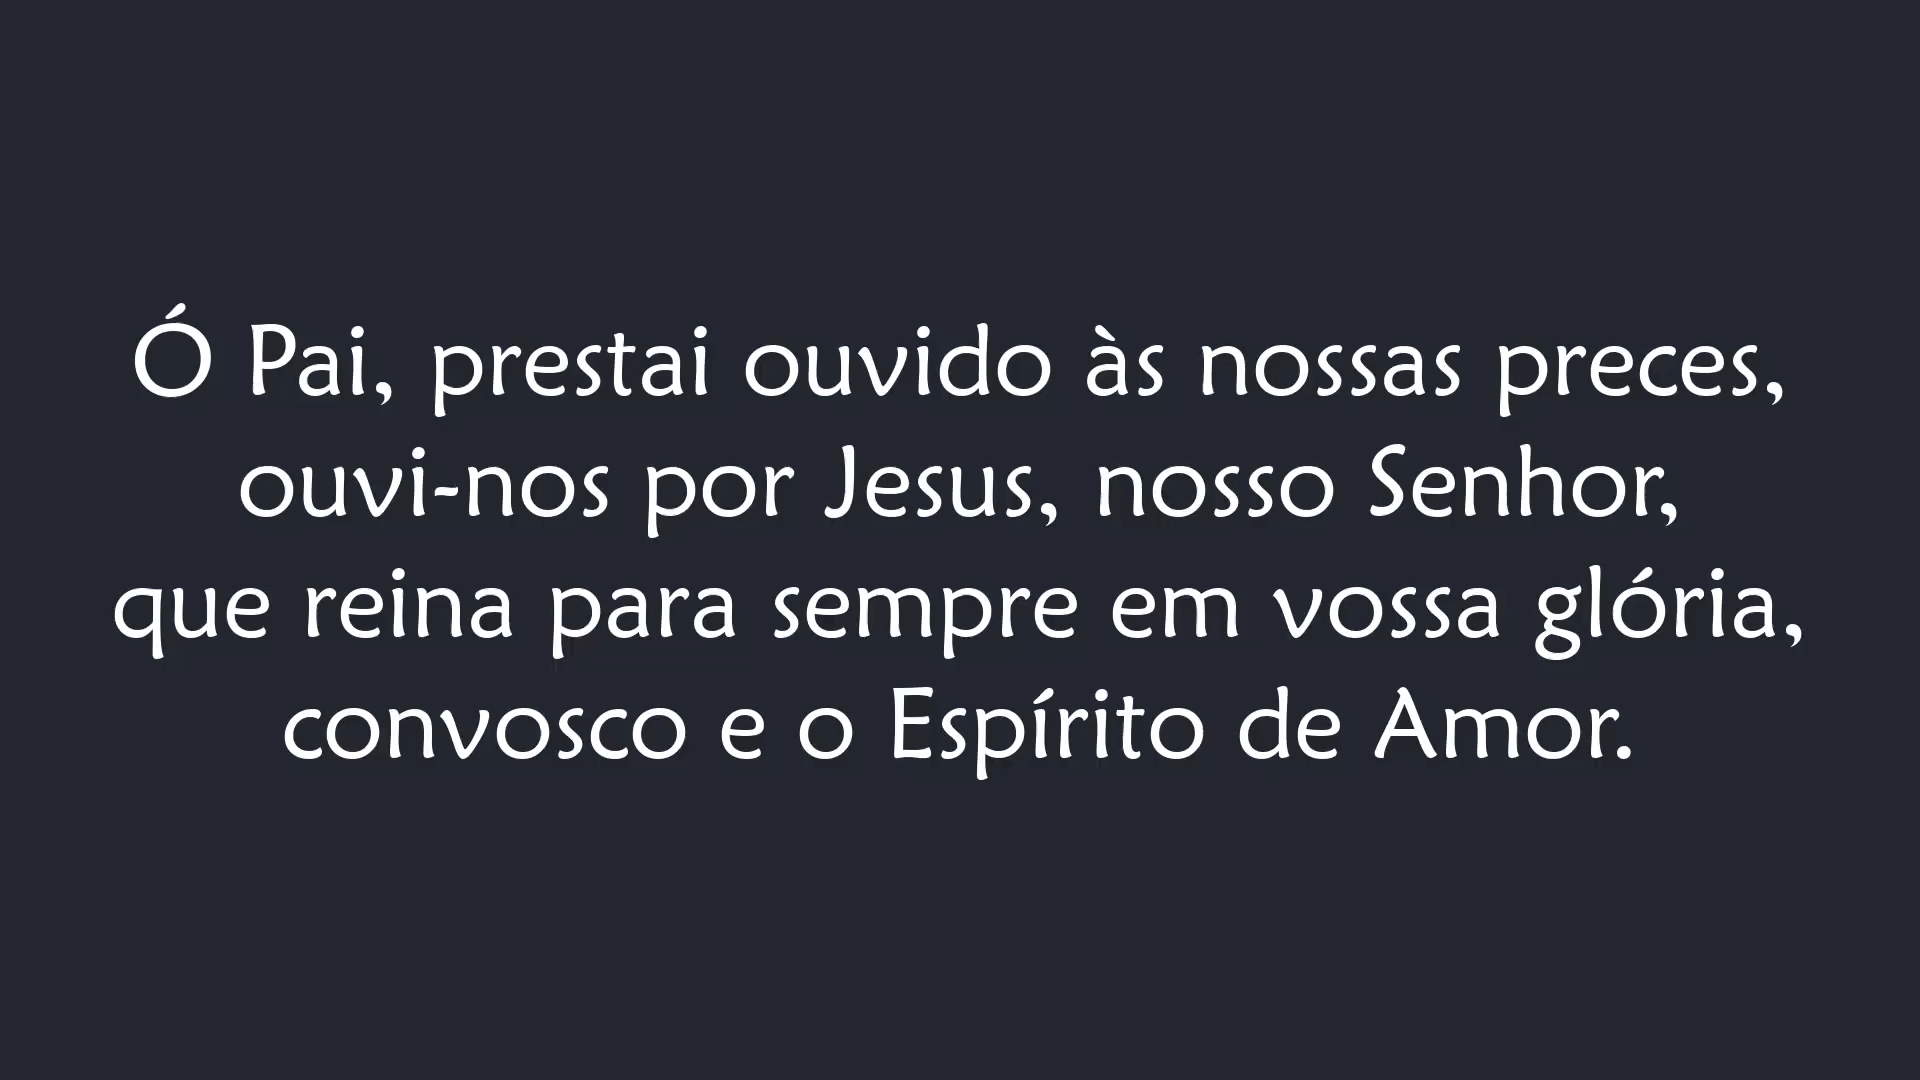 Ó Pai, prestai ouvido às nossas preces,
ouvi-nos por Jesus, nosso Senhor,
que reina para sempre em vossa glória,
convosco e o Espírito de Amor.